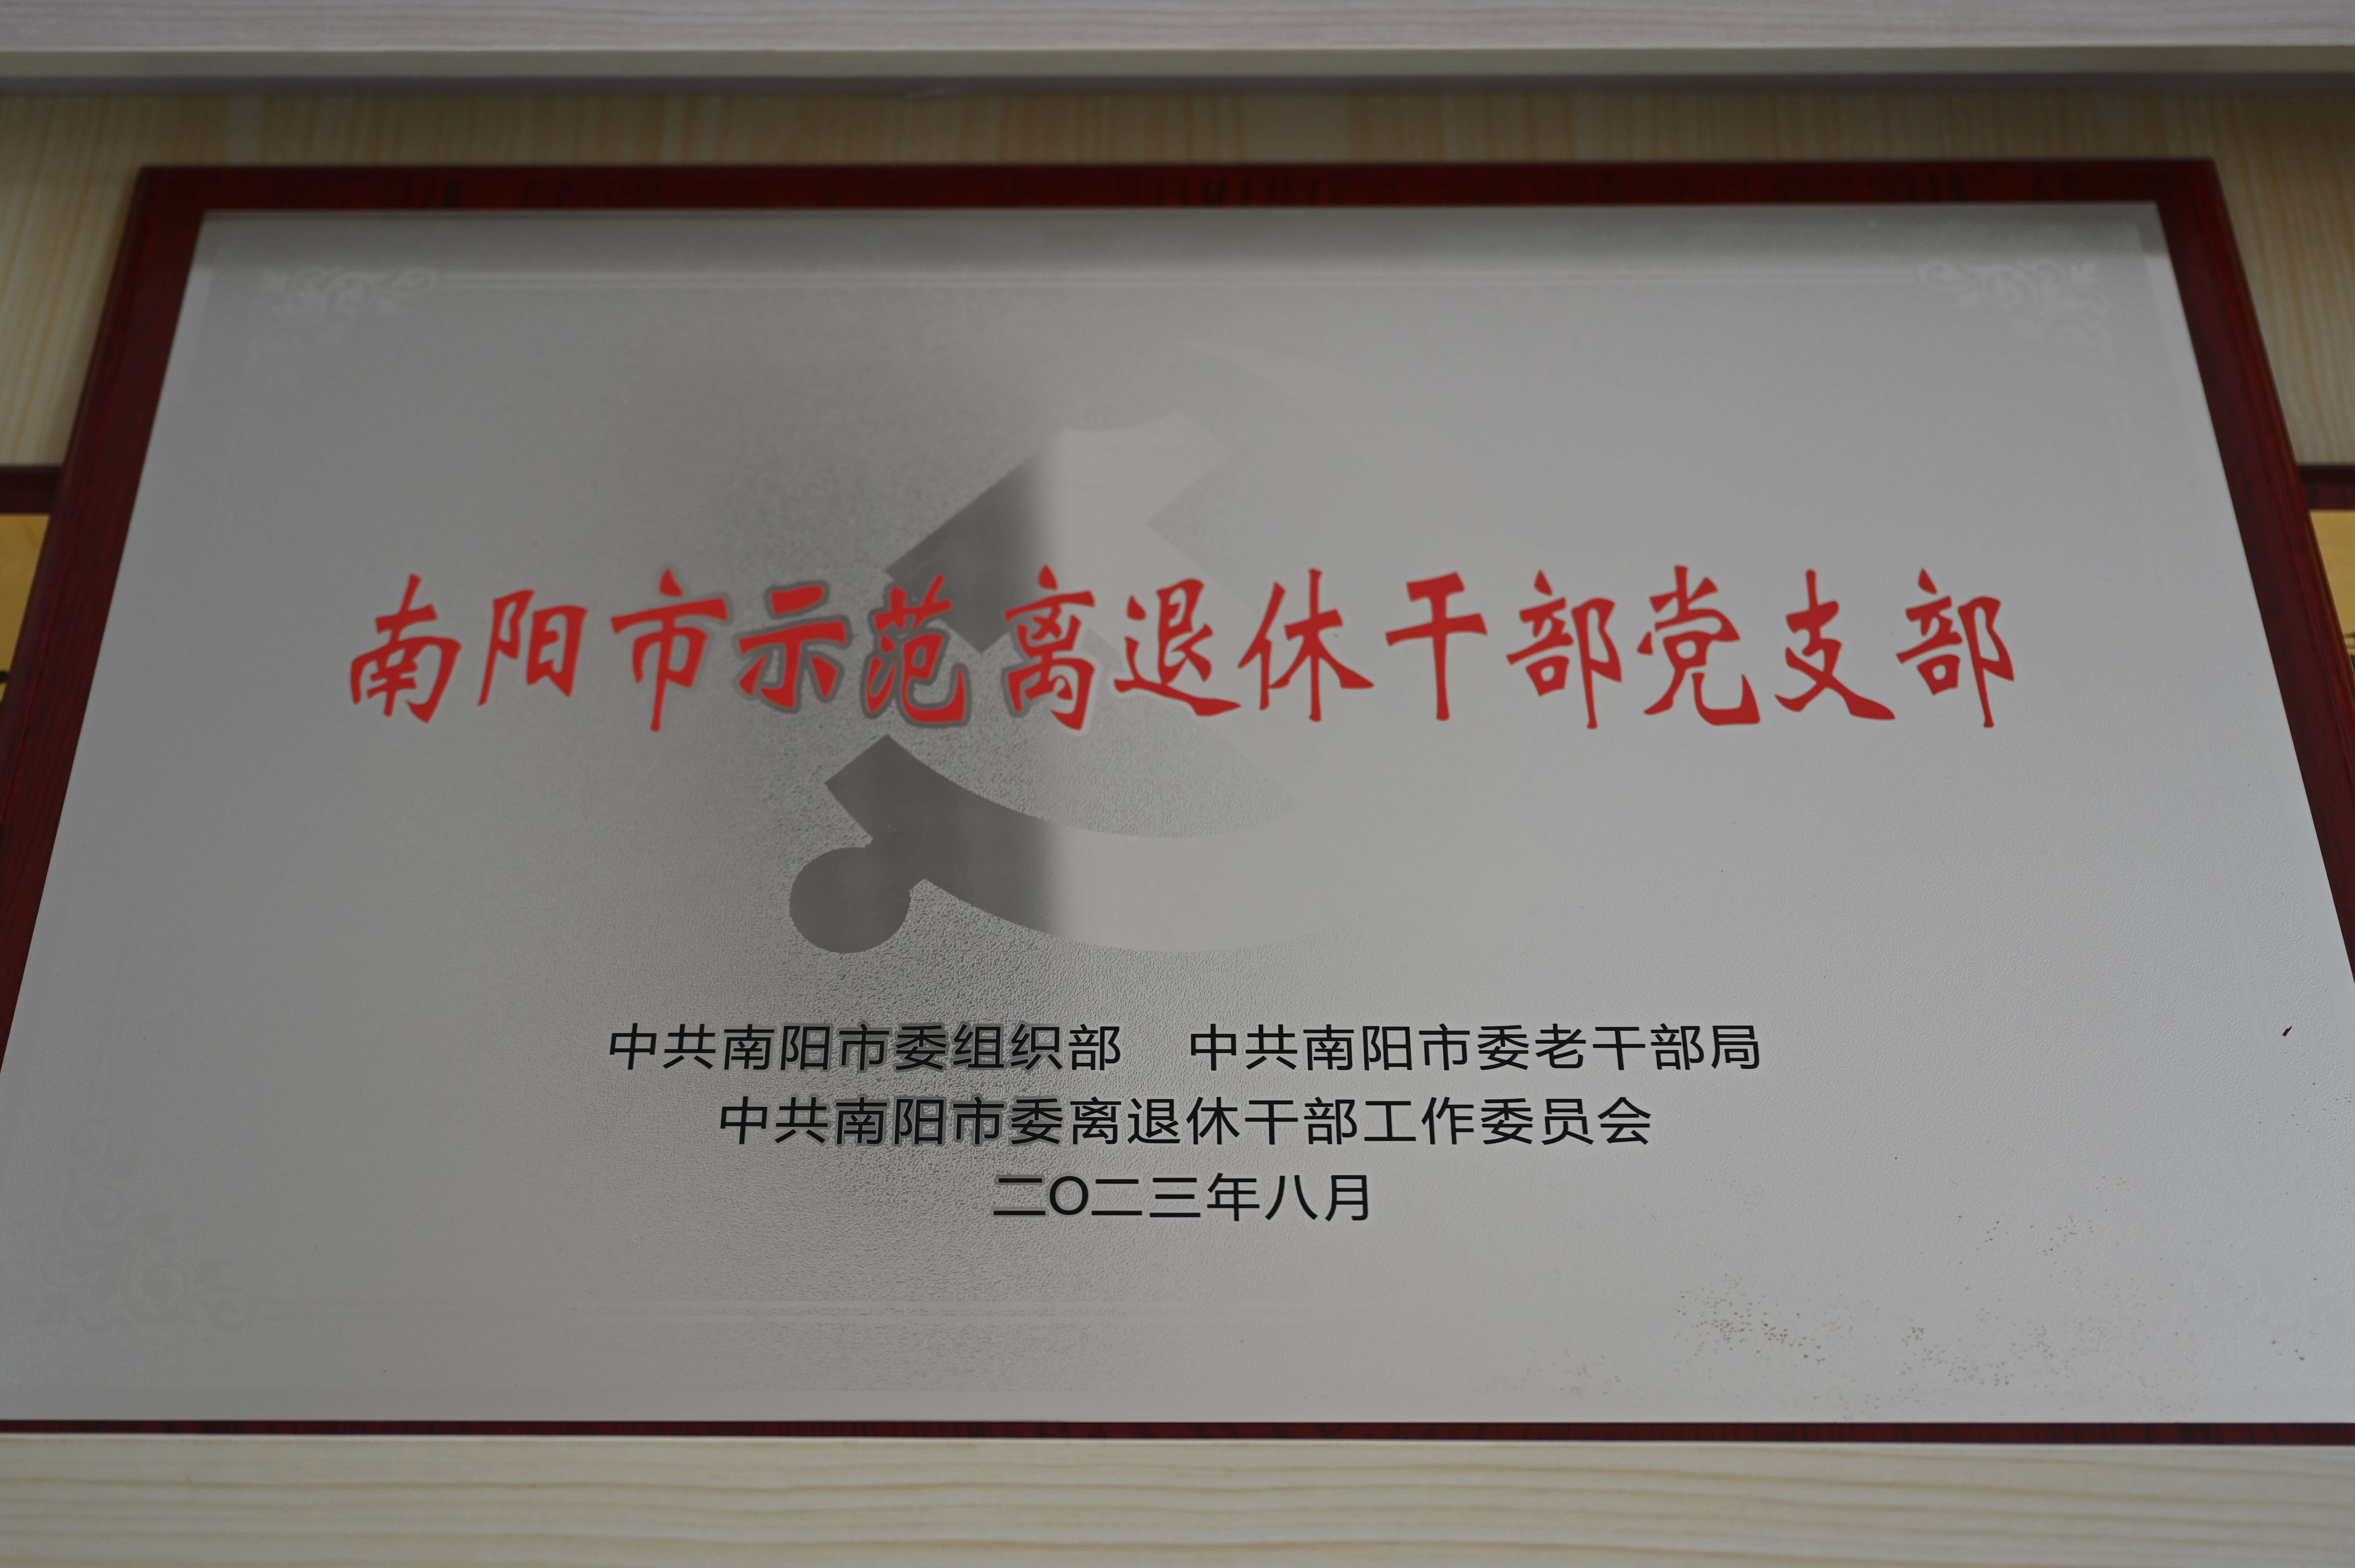 南阳市示范离退休干部党支部
中共南阳市委组织部　中共南阳市委老干部局
中共南阳市委离退休干部工作委员会
二〇二三年八月